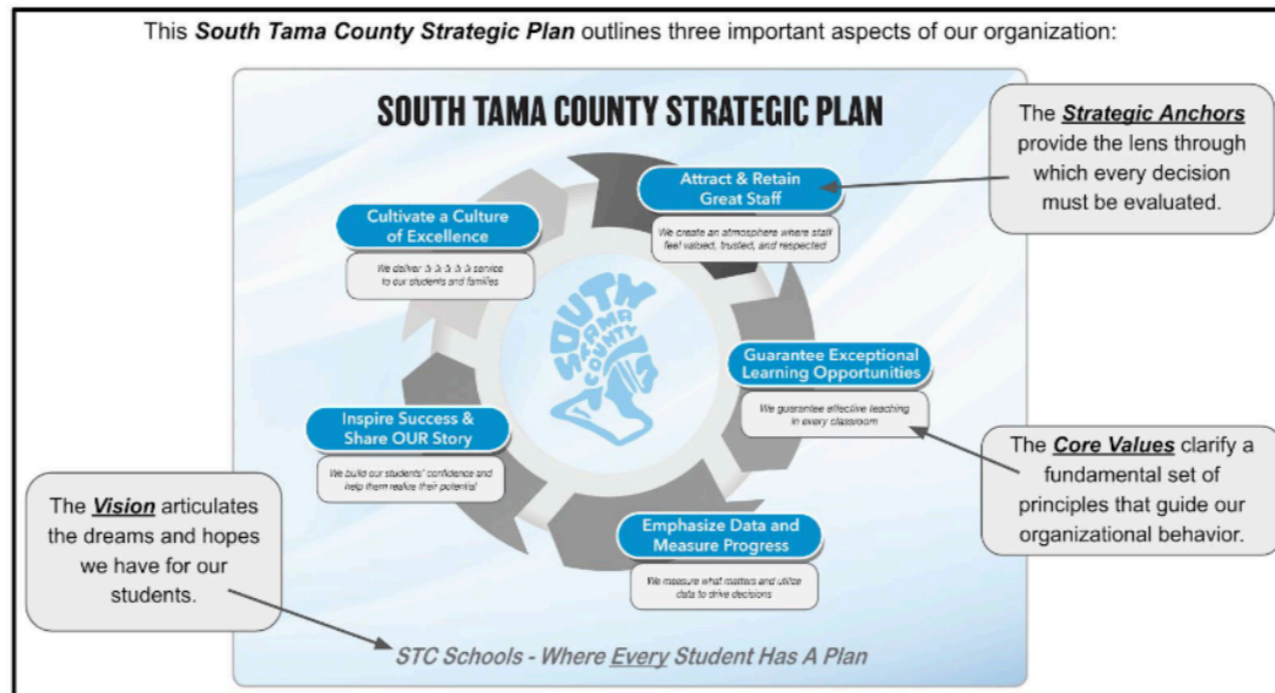 This South Tama County Strategic Plan outlines three important aspects of our organization:
SOUTH TAMA COUNTY STRATEGIC PLAN
The Strategic Anchors
provide the lens through
which every decision
must be evaluated.
Attract & Retain
Great Staff
We create an atmosphere where staff
feel valued, trusted, and respected
Cultivate a Culture
of Excellence
We deliver ☆ ☆ ☆ ☆ ☆ service
to our students and families
SOUTH
TAMA
COUNTY
Guarantee Exceptional
Learning Opportunities
We guarantee effective teaching
in every classroom
Inspire Success &
Share OUR Story
We build our students' confidence and
help them realize their potential
The Core Values clarify a
fundamental set of
principles that guide our
organizational behavior.
The Vision articulates
the dreams and hopes
we have for our
students.
Emphasize Data and
Measure Progress
We measure what matters and utilize
data to drive decisions
STC Schools - Where Every Student Has A Plan